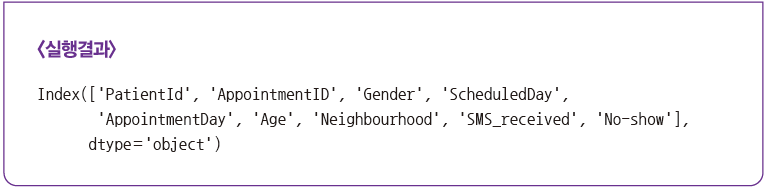 <실행결과>
Index(['PatientId', 'AppointmentID', 'Gender', 'ScheduledDay',
'AppointmentDay', 'Age', 'Neighbourhood', 'SMS_received', 'No-show'],
dtype='object')